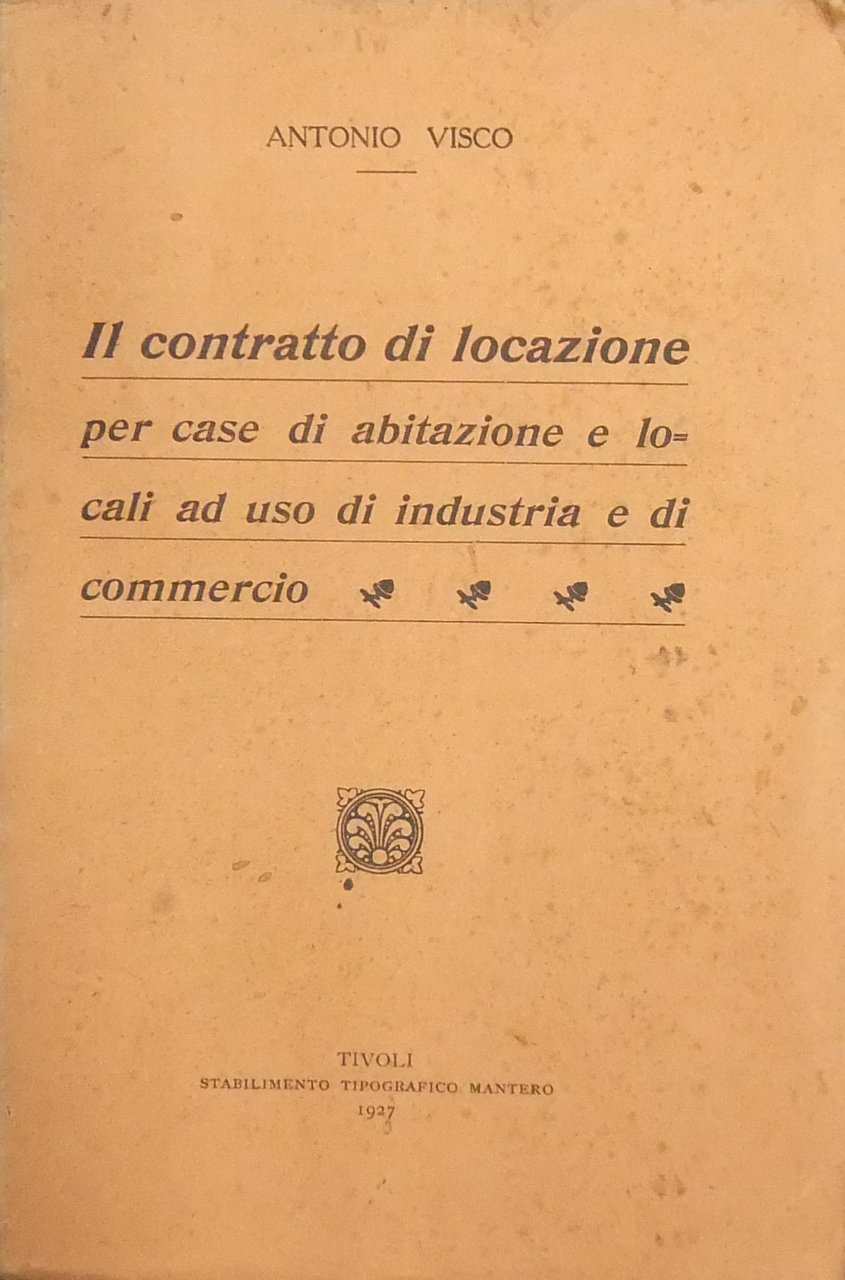 ANTONIO VISCO
Il contratto di locazione
per case di abitazione e lo=
cali ad uso di industria e di
commercio
TIVOLI
STABILIMENTO TIPOGRAFICO MANTERO
1927